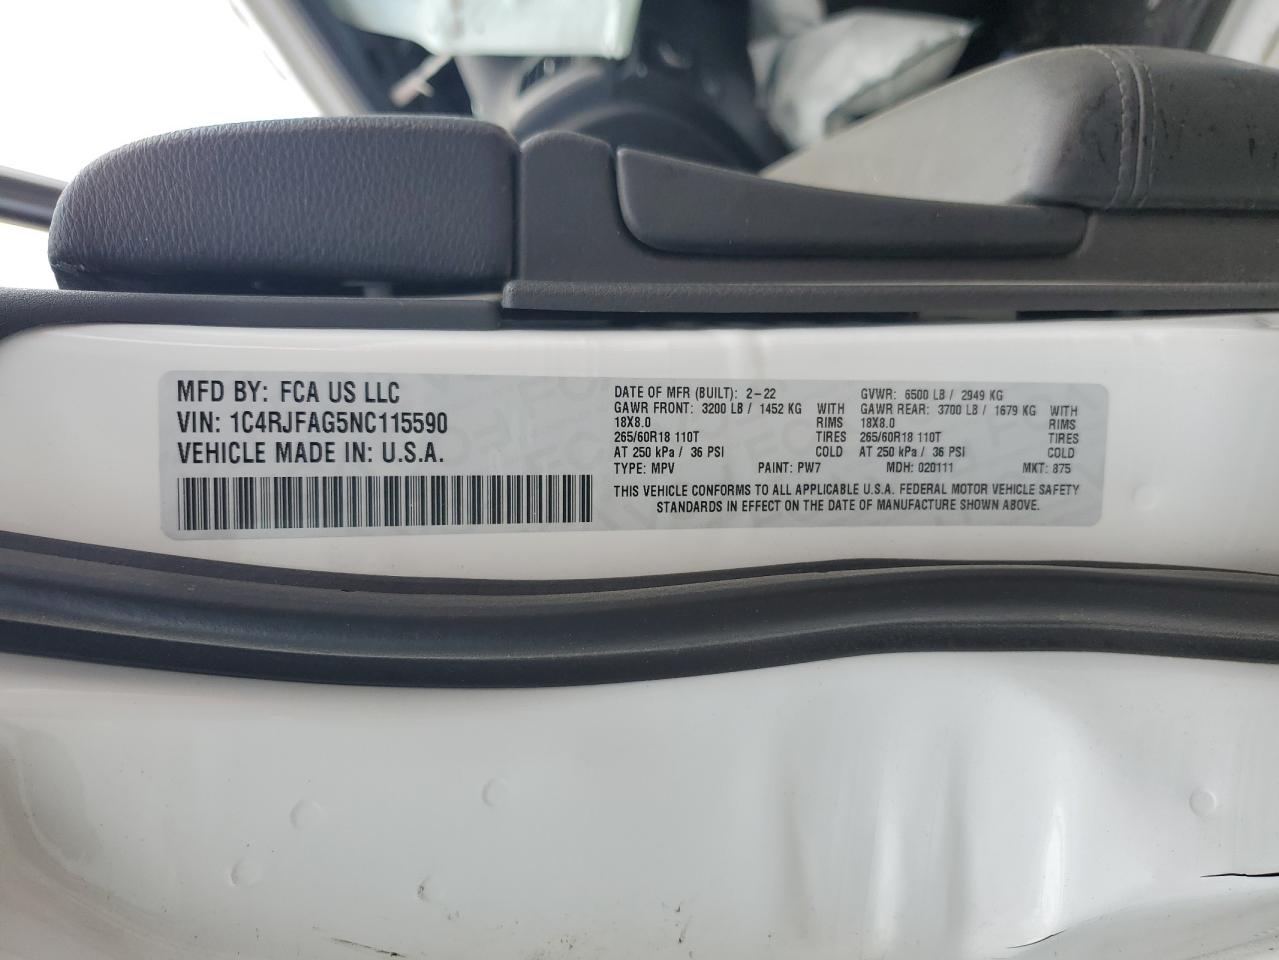 MFD BY: FCA US LLC
VIN: 1C4RJFAG5NC115590
VEHICLE MADE IN: U.S.A.
DATE OF MFR (BUILT): 2-22 GVWR: 6500 LB / 2949 KG
GAWR FRONT: 3200 LB / 1452 KG WITH GAWR REAR: 3700 LB / 1679 KG WITH
18X8.0 RIMS 18X8.0 RIMS
265/60R18 110T TIRES 265/60R18 110T TIRES
AT 250 kPa / 36 PSI COLD AT 250 kPa / 36 PSI COLD
TYPE: MPV PAINT: PW7 MDH: 020111 MKT: 875
THIS VEHICLE CONFORMS TO ALL APPLICABLE U.S.A. FEDERAL MOTOR VEHICLE SAFETY
STANDARDS IN EFFECT ON THE DATE OF MANUFACTURE SHOWN ABOVE.